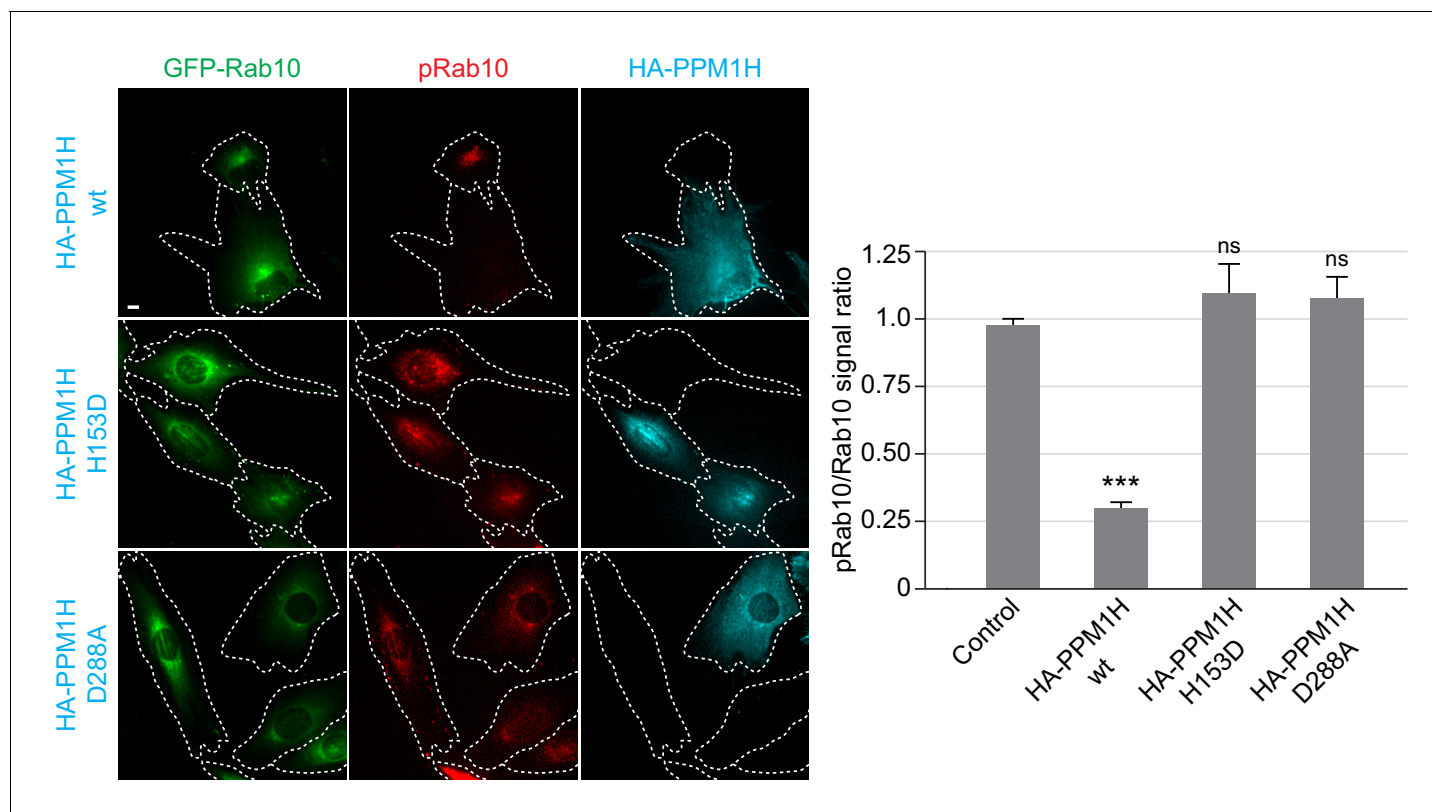 GFP-Rab10
pRab10
HA-PPM1H
HA-PPM1H
wt
HA-PPM1H
H153D
HA-PPM1H
D288A
pRab10/Rab10 signal ratio
1.25
1.0
0.75
0.50
0.25
0
***
ns
ns
Control
HA-PPM1H
wt
HA-PPM1H
H153D
HA-PPM1H
D288A